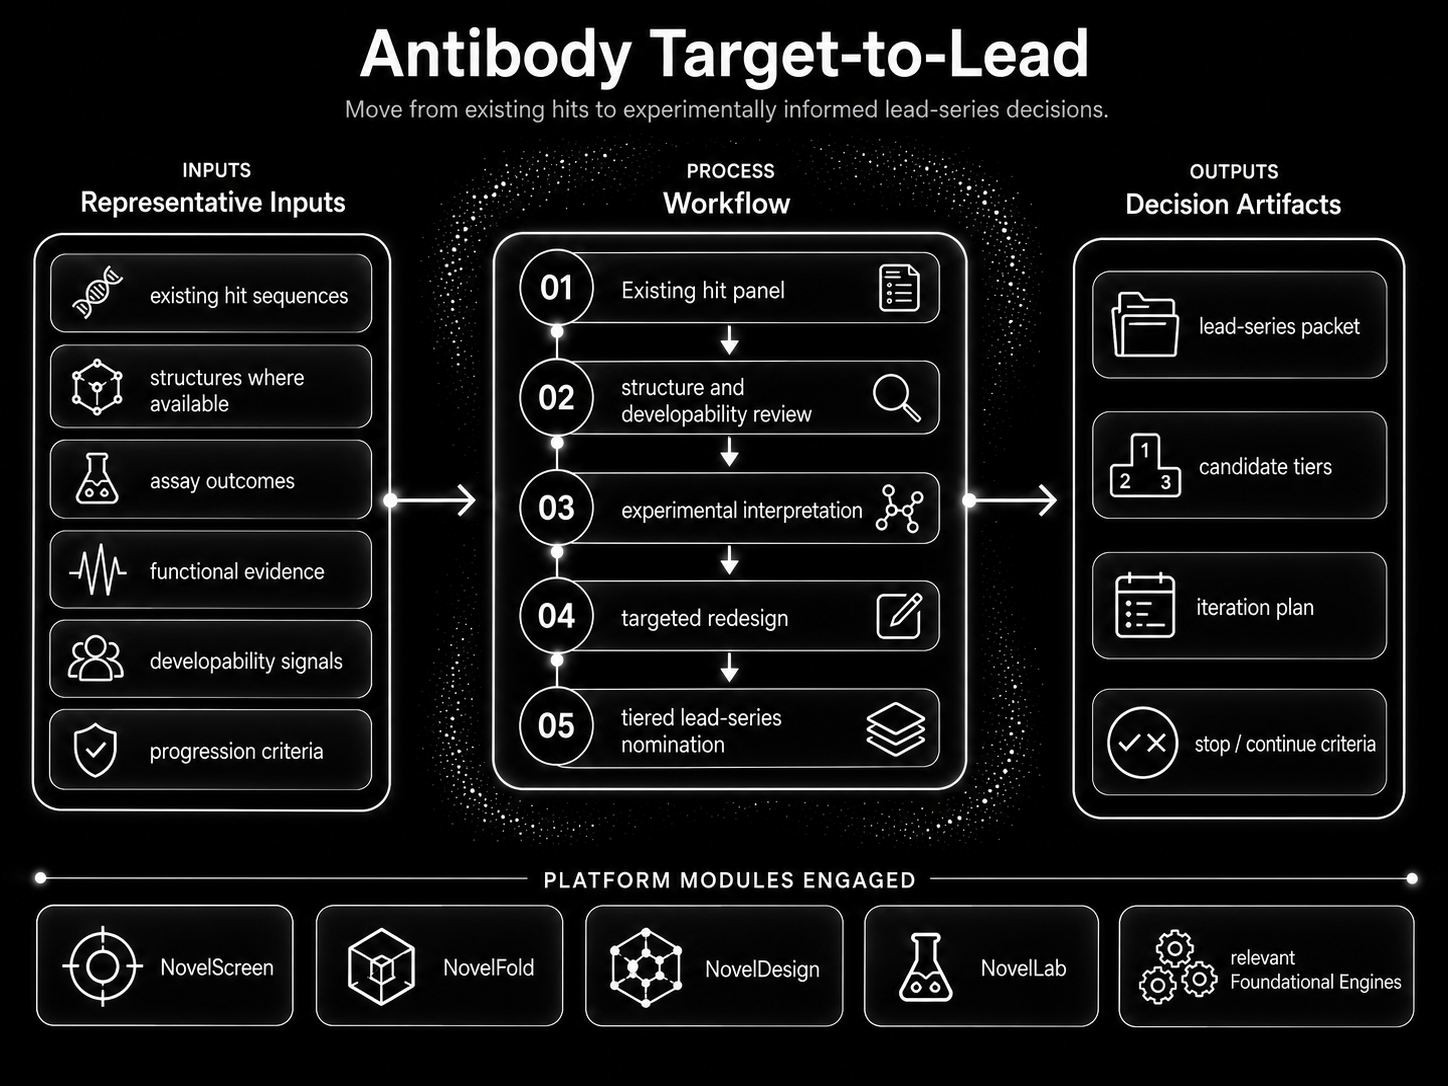 Antibody Target-to-Lead
Move from existing hits to experimentally informed lead-series decisions.
INPUTS
Representative Inputs
existing hit sequences
structures where
available
assay outcomes
functional evidence
developability signals
progression criteria
PROCESS
Workflow
01
Existing hit panel
02
structure and
developability review
03
experimental interpretation
04
targeted redesign
05
tiered lead-series
nomination
OUTPUTS
Decision Artifacts
lead-series packet
1
2 3
candidate tiers
iteration plan
stop / continue criteria
PLATFORM MODULES ENGAGED
NovelScreen
NovelFold
NovelDesign
NovelLab
relevant
Foundational Engines